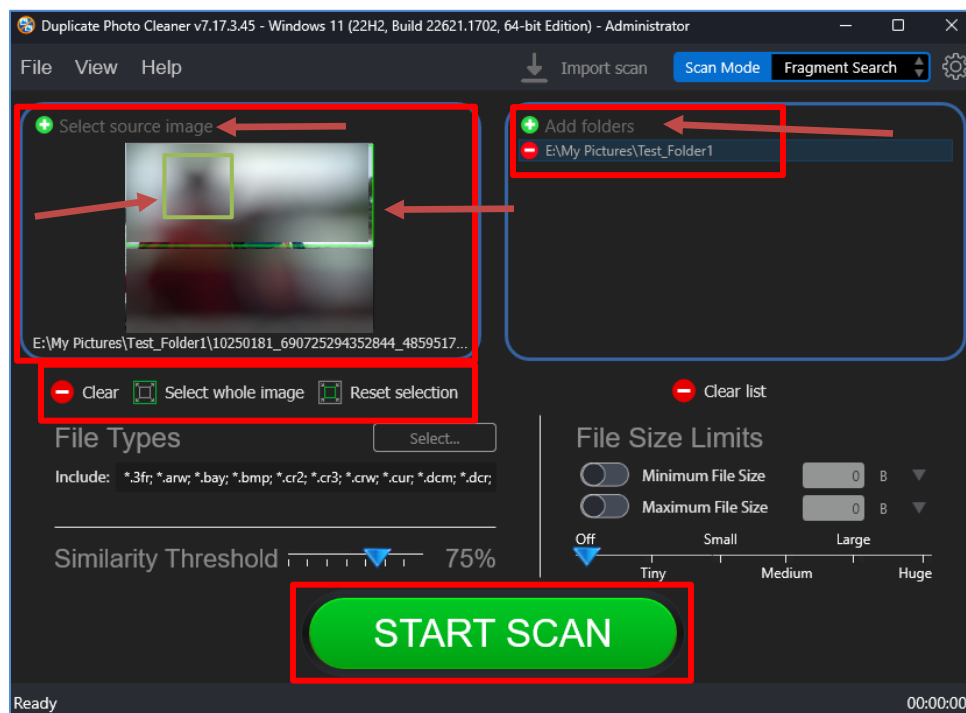 Duplicate Photo Cleaner v7.17.3.45 - Windows 11 (22H2, Build 22621.1702, 64-bit Edition) - Administrator
File View Help Import scan Scan Mode Fragment Search
Select source image
Add folders
E:\My Pictures\Test_Folder1
E:\My Pictures\Test_Folder1\10250181_690725294352844_4859517...
Clear Select whole image Reset selection
Clear list
File Types Select...
Include: *.3fr; *.arw; *.bay; *.bmp; *.cr2; *.cr3; *.crw; *.cur; *.dcm; *.dcr;
Similarity Threshold 75%
File Size Limits
Minimum File Size 0 B
Maximum File Size 0 B
Off Small Large
Tiny Medium Huge
START SCAN
Ready 00:00:00